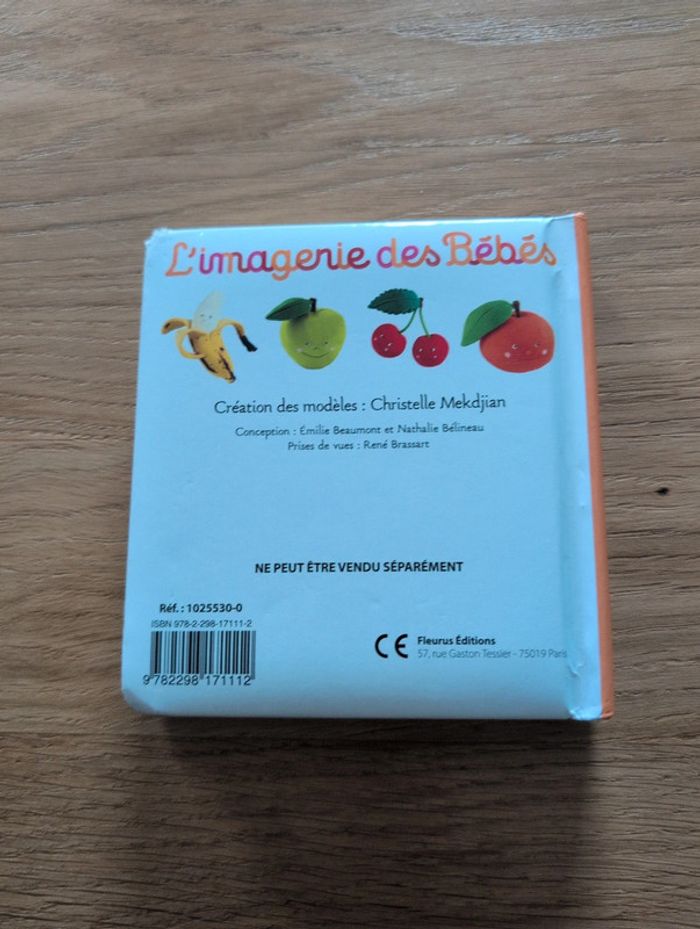 L'imagerie des Bébés
Création des modèles : Christelle Mekdjian
Conception : Émilie Beaumont et Nathalie Bélineau
Prises de vues : René Brassart
NE PEUT ÊTRE VENDU SÉPARÉMENT
Réf. : 1025530-0
ISBN 978-2-298-17111-2
9 782298 171112
CE Fleurus Éditions
57, rue Gaston Tessier - 75019 Paris